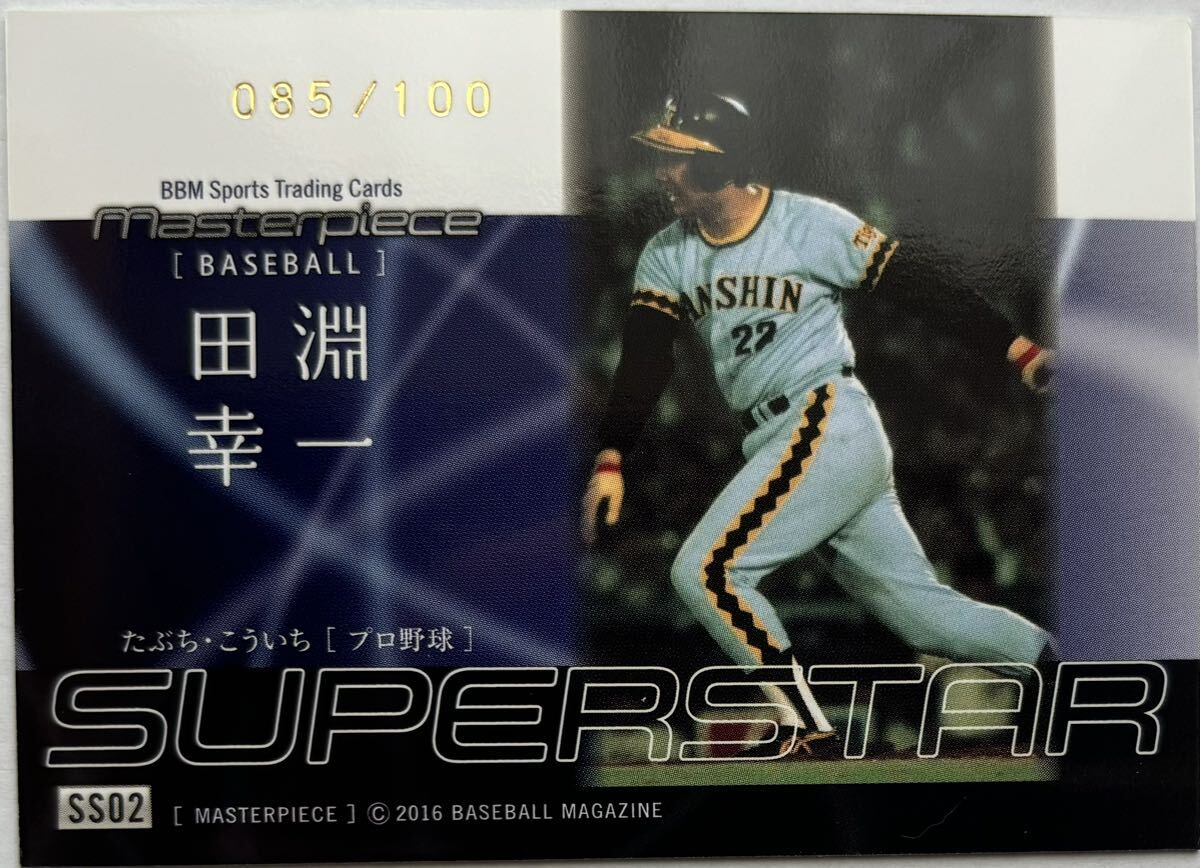 085/100
BBM Sports Trading Cards
Masterpiece
[ BASEBALL ]
田淵
幸一
ANSHIN
22
たぶち・こういち [ プロ野球 ]
SUPERSTAR
SS02
[ MASTERPIECE ] © 2016 BASEBALL MAGAZINE